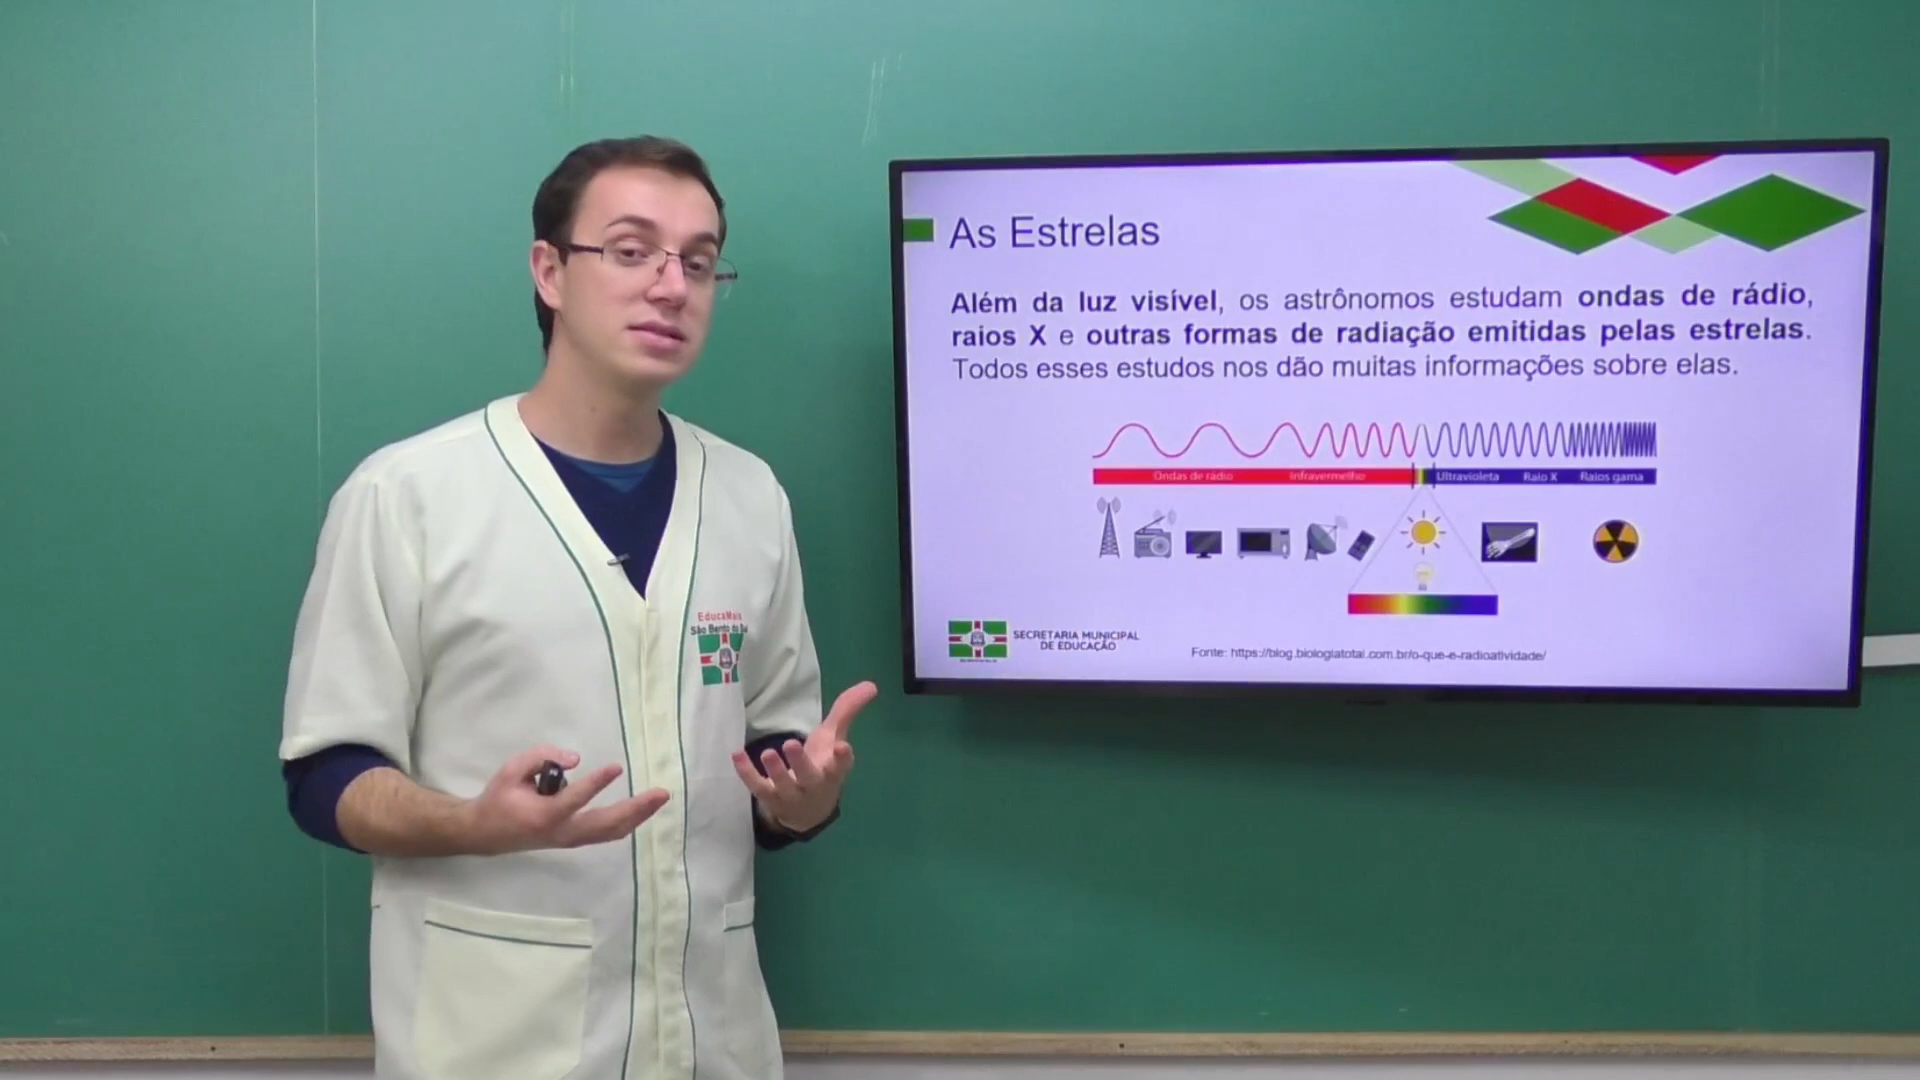 As Estrelas
Além da luz visível, os astrônomos estudam ondas de rádio,
raios X e outras formas de radiação emitidas pelas estrelas.
Todos esses estudos nos dão muitas informações sobre elas.
Ondas de rádio Infravermelho Ultravioleta Raio X Raios gama
SECRETARIA MUNICIPAL
DE EDUCAÇÃO
Fonte: https://blog.biologiatotal.com.br/o-que-e-radioatividade/
EducaMais
São Bento do Sul